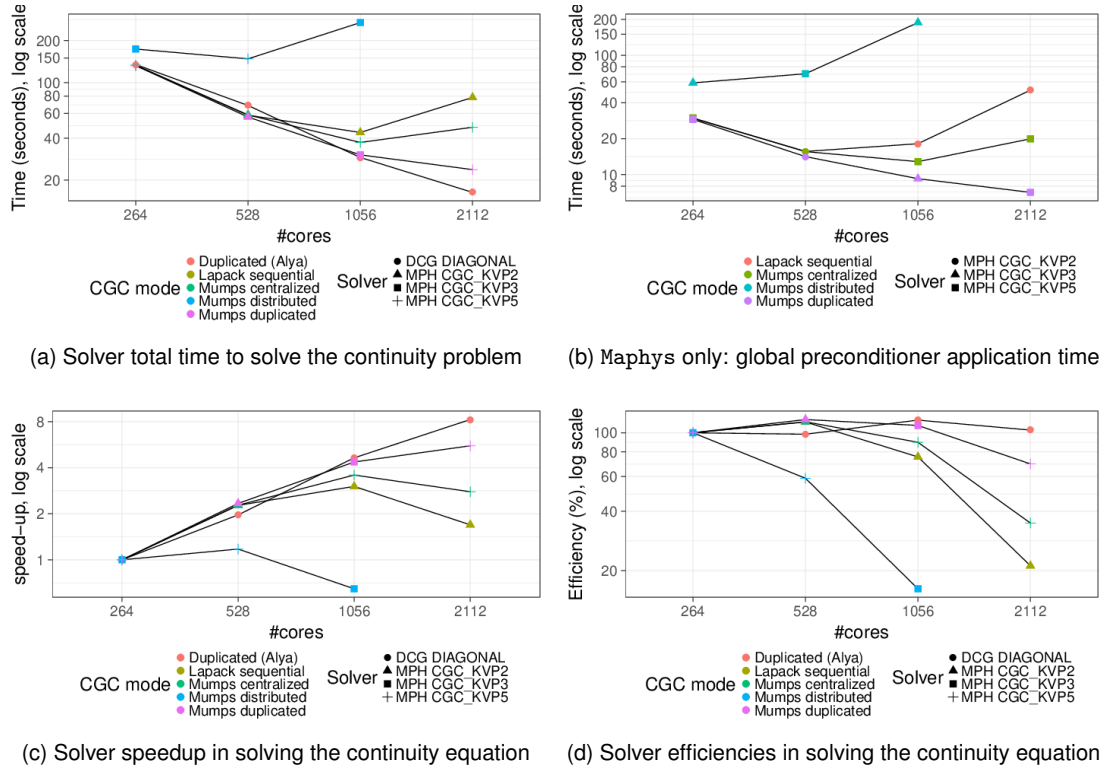 Time (seconds), log scale
200
150
100
80
60
40
20
264
528
1056
2112
#cores
CGC mode
Duplicated (Alya)
Lapack sequential
Mumps centralized
Mumps distributed
Mumps duplicated
Solver
DCG DIAGONAL
MPH CGC_KVP2
MPH CGC_KVP3
MPH CGC_KVP5
(a) Solver total time to solve the continuity problem
Time (seconds), log scale
200
150
100
80
60
40
20
10
8
264
528
1056
2112
#cores
CGC mode
Lapack sequential
Mumps centralized
Mumps distributed
Mumps duplicated
Solver
MPH CGC_KVP2
MPH CGC_KVP3
MPH CGC_KVP5
(b) Maphys only: global preconditioner application time
speed-up, log scale
8
4
2
1
264
528
1056
2112
#cores
CGC mode
Duplicated (Alya)
Lapack sequential
Mumps centralized
Mumps distributed
Mumps duplicated
Solver
DCG DIAGONAL
MPH CGC_KVP2
MPH CGC_KVP3
MPH CGC_KVP5
(c) Solver speedup in solving the continuity equation
Efficiency (%), log scale
100
80
60
40
20
264
528
1056
2112
#cores
CGC mode
Duplicated (Alya)
Lapack sequential
Mumps centralized
Mumps distributed
Mumps duplicated
Solver
DCG DIAGONAL
MPH CGC_KVP2
MPH CGC_KVP3
MPH CGC_KVP5
(d) Solver efficiencies in solving the continuity equation